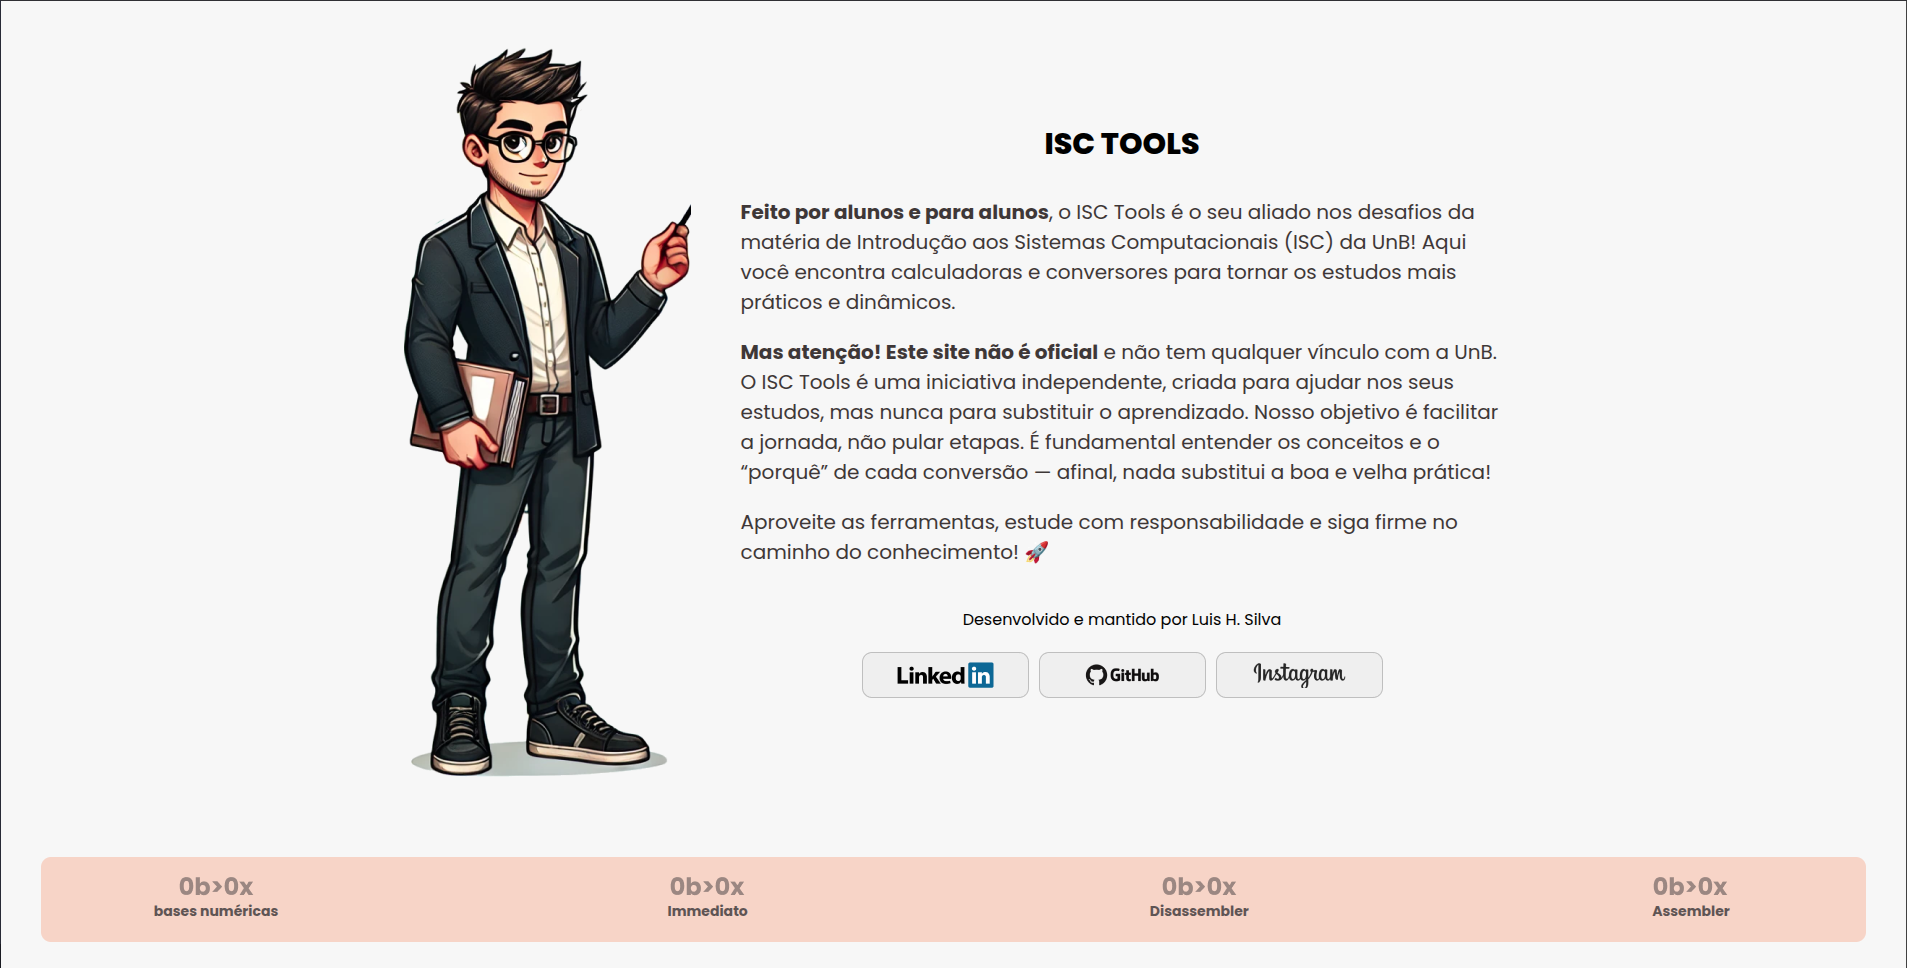 ISC TOOLS
Feito por alunos e para alunos, o ISC Tools é o seu aliado nos desafios da
matéria de Introdução aos Sistemas Computacionais (ISC) da UnB! Aqui
você encontra calculadoras e conversores para tornar os estudos mais
práticos e dinâmicos.
Mas atenção! Este site não é oficial e não tem qualquer vínculo com a UnB.
O ISC Tools é uma iniciativa independente, criada para ajudar nos seus
estudos, mas nunca para substituir o aprendizado. Nosso objetivo é facilitar
a jornada, não pular etapas. É fundamental entender os conceitos e o
“porquê” de cada conversão — afinal, nada substitui a boa e velha prática!
Aproveite as ferramentas, estude com responsabilidade e siga firme no
caminho do conhecimento! 🚀
Desenvolvido e mantido por Luis H. Silva
Linked in GitHub Instagram
0b>0x 0b>0x 0b>0x 0b>0x
bases numéricas Immediato Disassembler Assembler